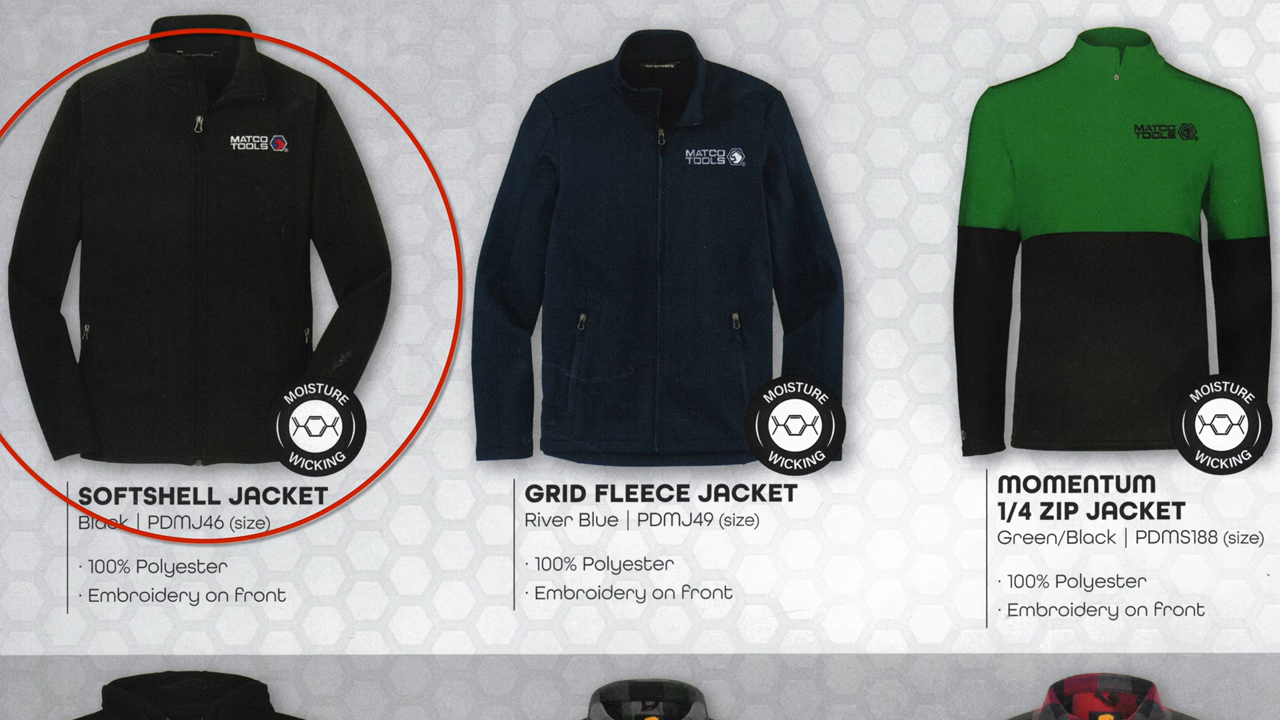 MATCO
TOOLS
MOISTURE
WICKING
SOFTSHELL JACKET
Black | PDMJ46 (size)
· 100% Polyester
· Embroidery on front
MATCO
TOOLS
MOISTURE
WICKING
GRID FLEECE JACKET
River Blue | PDMJ49 (size)
· 100% Polyester
· Embroidery on front
MATCO
TOOLS
MOISTURE
WICKING
MOMENTUM
1/4 ZIP JACKET
Green/Black | PDMS188 (size)
· 100% Polyester
· Embroidery on front